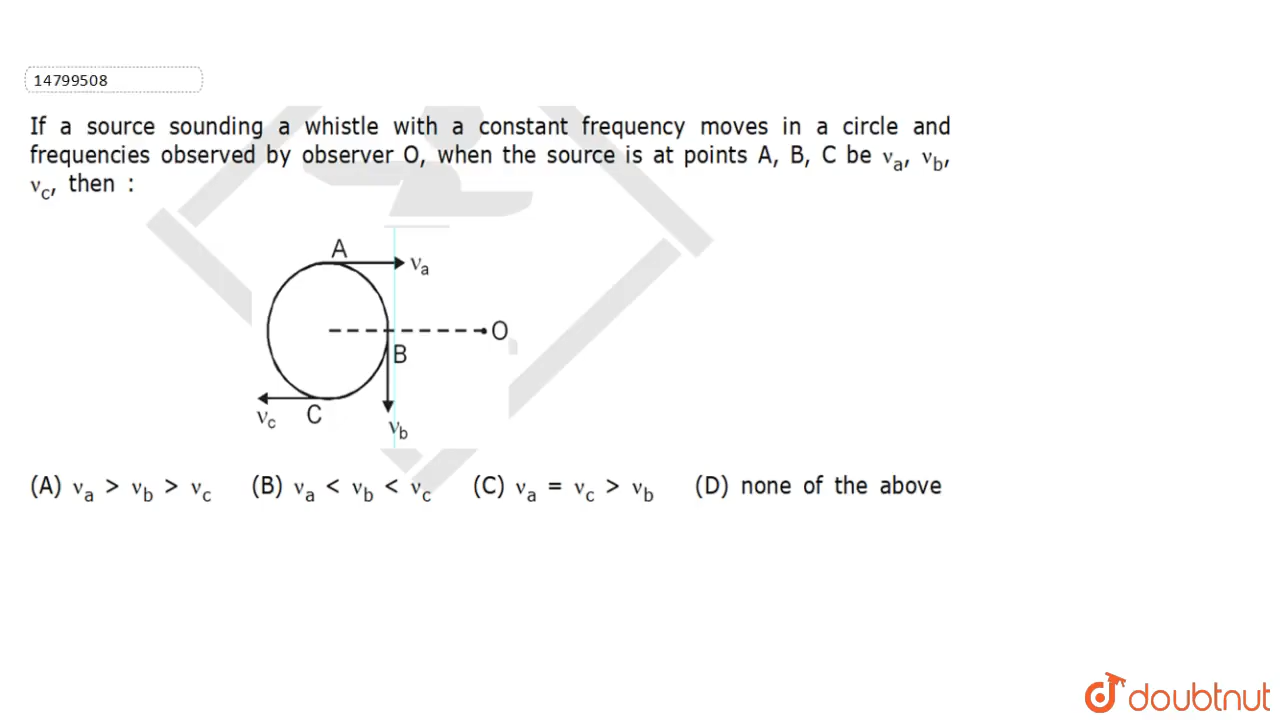 14799508
If a source sounding a whistle with a constant frequency moves in a circle and
frequencies observed by observer O, when the source is at points A, B, C be νa, νb,
νc, then :
A
νa
O
B
C
νc
νb
(A) νa > νb > νc (B) νa < νb < νc (C) νa = νc > νb (D) none of the above
doubtnut